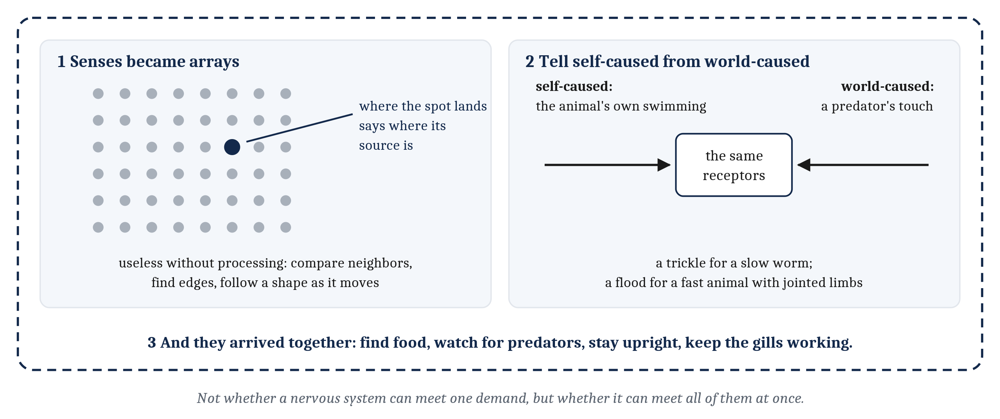 1 Senses became arrays
where the spot lands
says where its
source is
useless without processing: compare neighbors,
find edges, follow a shape as it moves
2 Tell self-caused from world-caused
self-caused:
the animal's own swimming
world-caused:
a predator's touch
the same
receptors
a trickle for a slow worm;
a flood for a fast animal with jointed limbs
3 And they arrived together: find food, watch for predators, stay upright, keep the gills working.
Not whether a nervous system can meet one demand, but whether it can meet all of them at once.